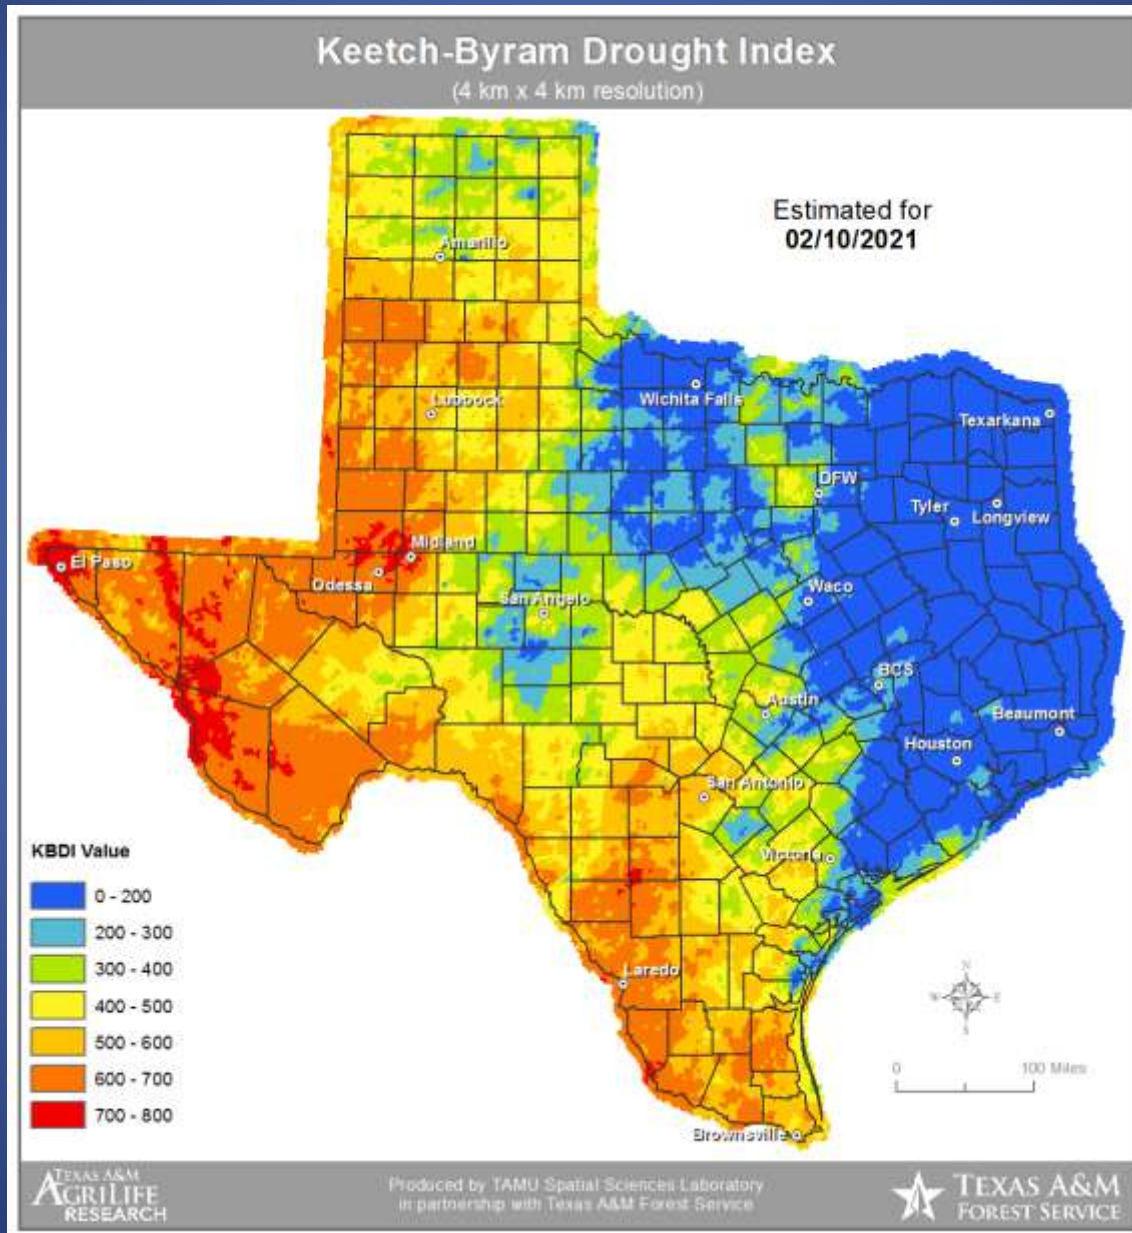 Keetch-Byram Drought Index
(4 km x 4 km resolution)
Estimated for
02/10/2021
Amarillo
Lubbock
Wichita Falls
Texarkana
DFW
Tyler
Longview
Midland
El Paso
Odessa
San Angelo
Waco
BCS
Austin
Beaumont
Houston
San Antonio
Victoria
Laredo
Brownsville
KBDI Value
0 - 200
200 - 300
300 - 400
400 - 500
500 - 600
600 - 700
700 - 800
N
W E
S
0 100 Miles
TEXAS A&M
AGRILIFE
RESEARCH
Produced by TAMU Spatial Sciences Laboratory
in partnership with Texas A&M Forest Service
TEXAS A&M
FOREST SERVICE